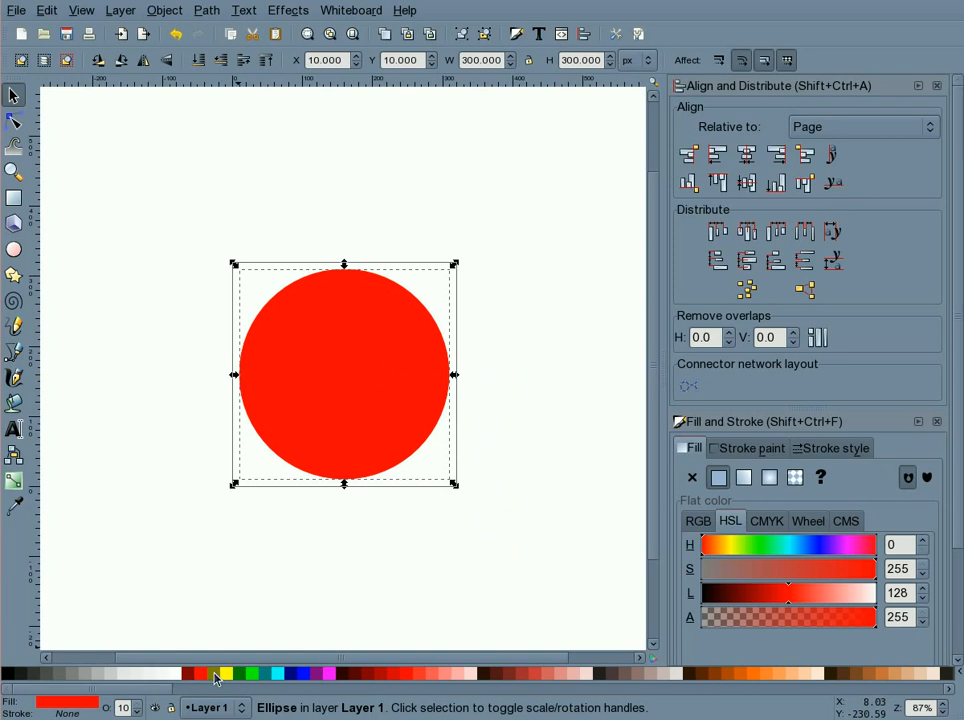 File Edit View Layer Object Path Text Effects Whiteboard Help
X 10.000 Y 10.000 W 300.000 H 300.000 px Affect:
Align and Distribute (Shift+Ctrl+A)
Align
Relative to: Page
Distribute
Remove overlaps
H: 0.0 V: 0.0
Connector network layout
Fill and Stroke (Shift+Ctrl+F)
Fill Stroke paint Stroke style
Flat color
RGB HSL CMYK Wheel CMS
H 0
S 255
L 128
A 255
Fill: O: 10 •Layer 1 Ellipse in layer Layer 1. Click selection to toggle scale/rotation handles. X: 8.03 Z: 87%
Stroke: None Y: -230.59